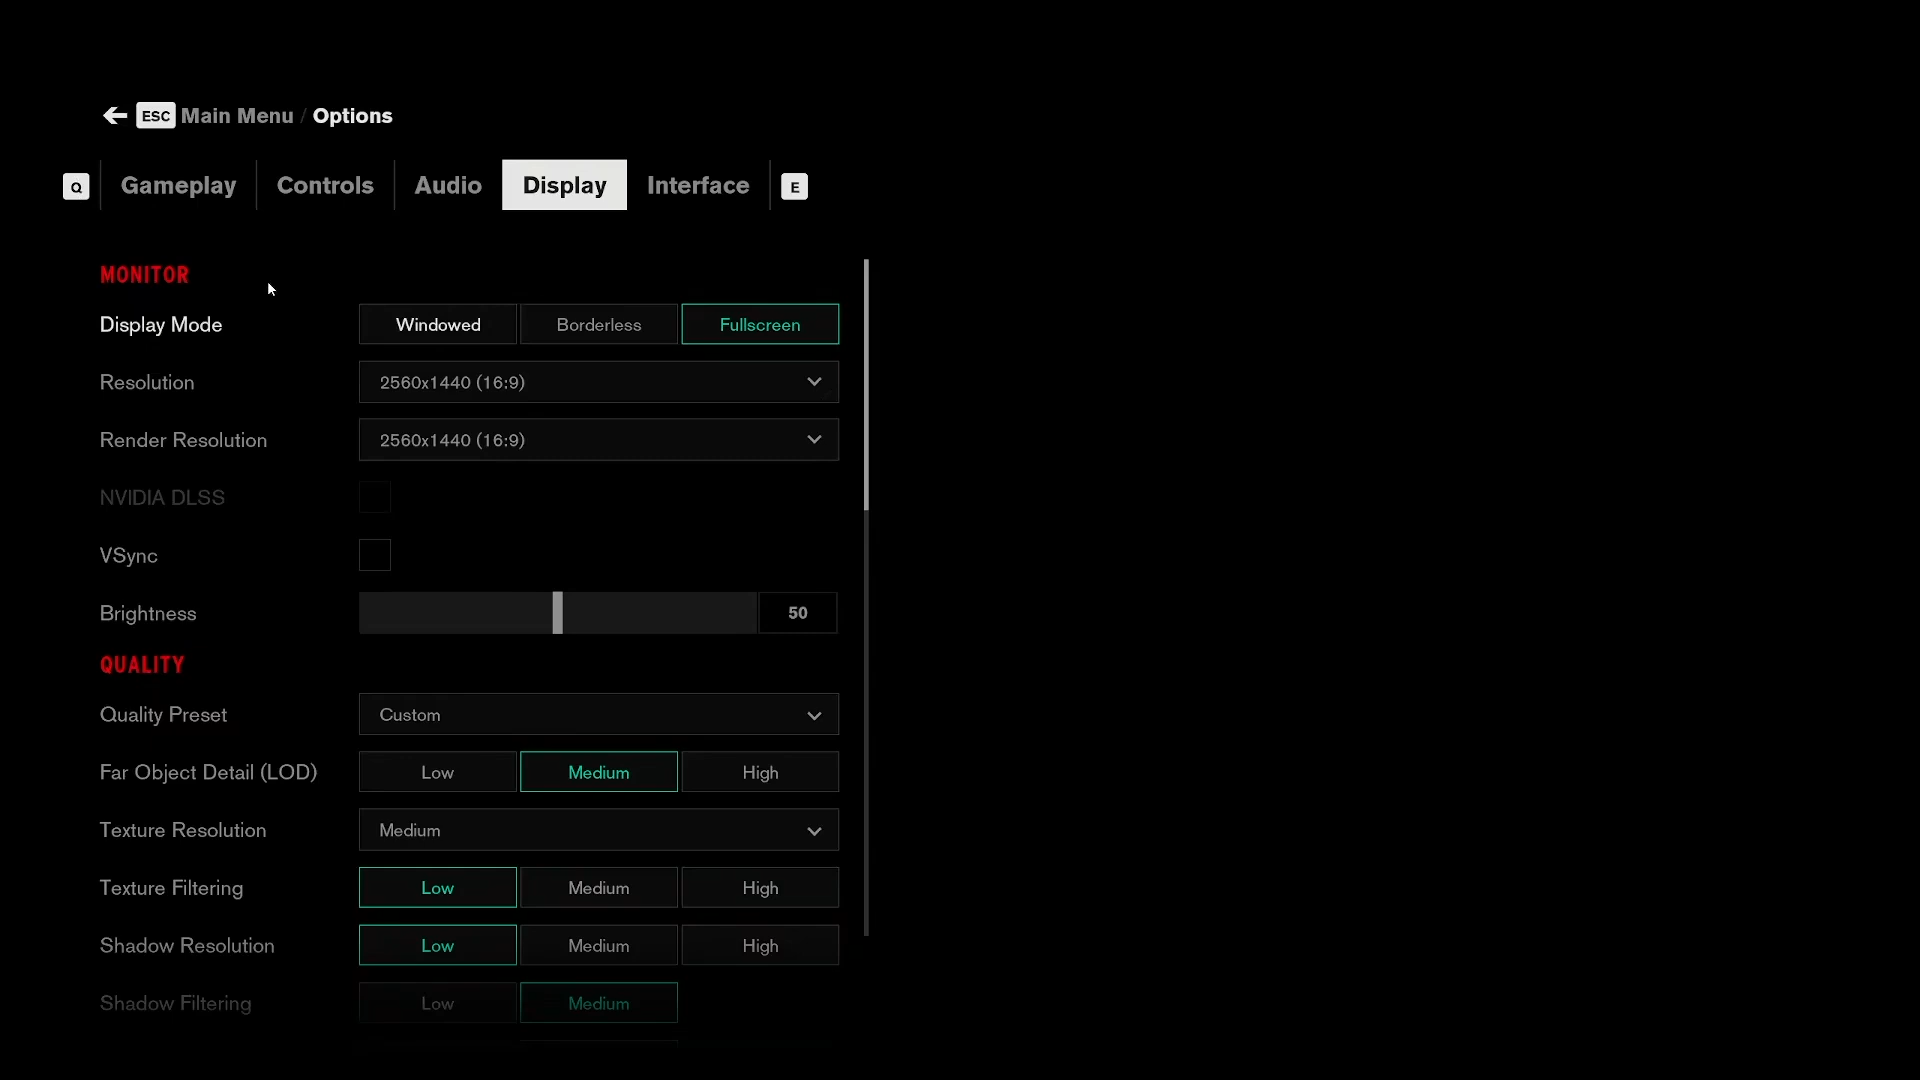 ESC Main Menu / Options
Q Gameplay Controls Audio Display Interface E
MONITOR
Display Mode Windowed Borderless Fullscreen
Resolution 2560x1440 (16:9)
Render Resolution 2560x1440 (16:9)
NVIDIA DLSS
VSync
Brightness 50
QUALITY
Quality Preset Custom
Far Object Detail (LOD) Low Medium High
Texture Resolution Medium
Texture Filtering Low Medium High
Shadow Resolution Low Medium High
Shadow Filtering Low Medium